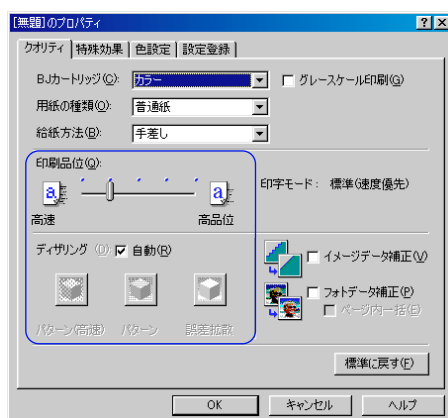 [無題]のプロパティ
クオリティ 特殊効果 色設定 設定登録
BJカートリッジ(C): カラー グレースケール印刷(G)
用紙の種類(O): 普通紙
給紙方法(B): 手差し
印刷品位(Q):
印字モード: 標準(速度優先)
高速 高品位
ディザリング (D) 自動(R)
イメージデータ補正(V)
フォトデータ補正(P)
ページ内一括(E)
パターン(高速) パターン 誤差拡散
標準に戻す(F)
OK キャンセル ヘルプ